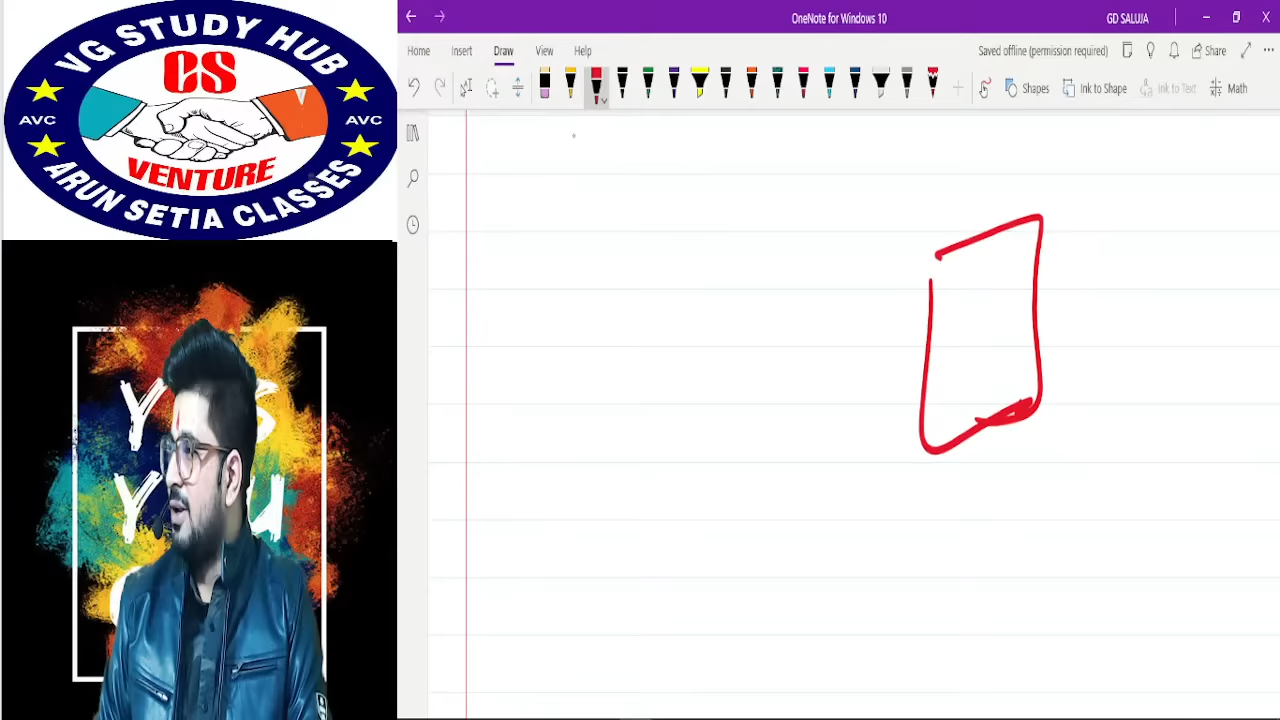 VG STUDY HUB
CS
AVC
AVC
VENTURE
ARUN SETIA CLASSES
OneNote for Windows 10
GD SALUJA
Home
Insert
Draw
View
Help
Saved offline (permission required)
Share
Shapes
Ink to Shape
Ink to Text
Math